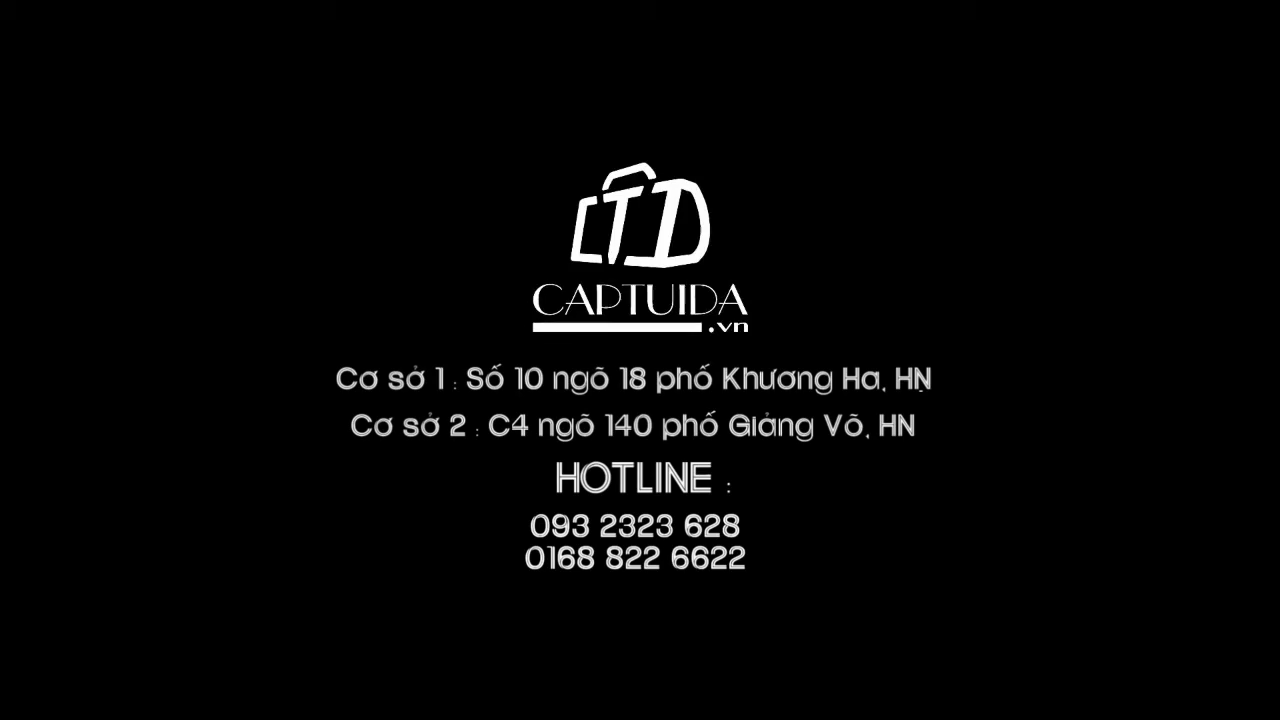 CTD
CAPTUIDA
.vn
Cơ sở 1 : Số 10 ngõ 18 phố Khương Hạ, HN
Cơ sở 2 : C4 ngõ 140 phố Giảng Võ, HN
HOTLINE :
093 2323 628
0168 822 6622